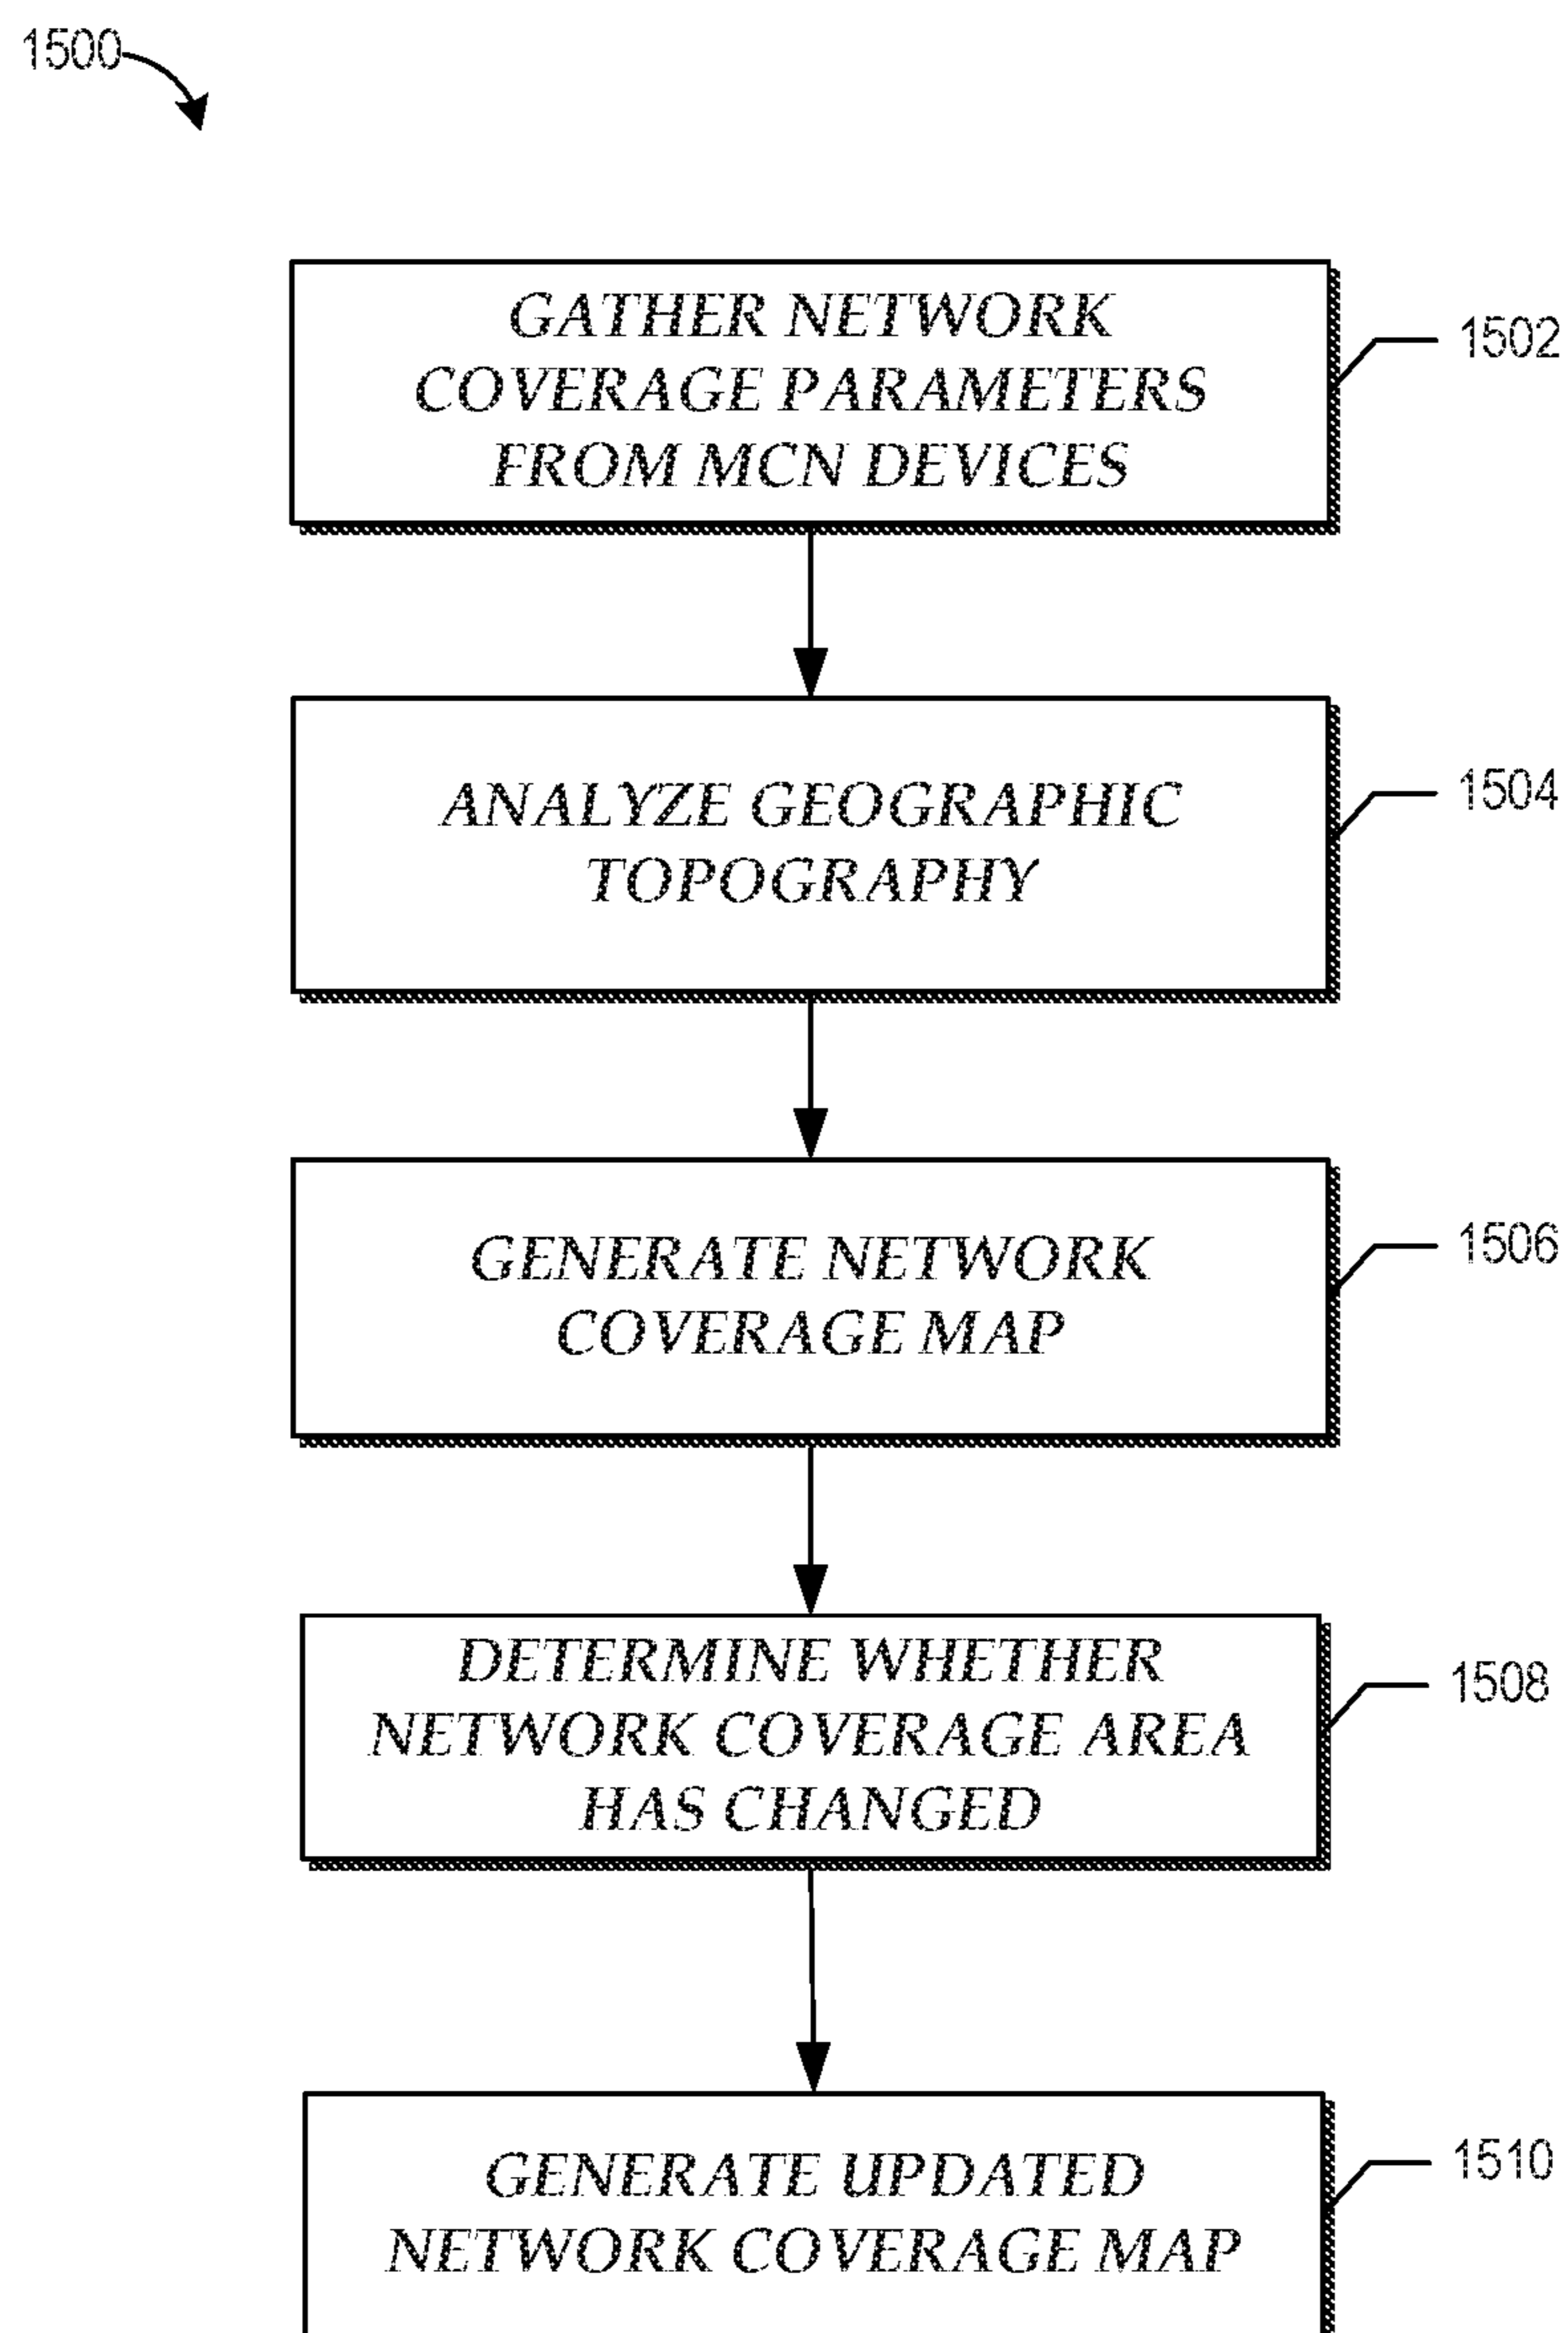 1500
GATHER NETWORK
COVERAGE PARAMETERS
FROM MCN DEVICES
1502
ANALYZE GEOGRAPHIC
TOPOGRAPHY
1504
GENERATE NETWORK
COVERAGE MAP
1506
DETERMINE WHETHER
NETWORK COVERAGE AREA
HAS CHANGED
1508
GENERATE UPDATED
NETWORK COVERAGE MAP
1510